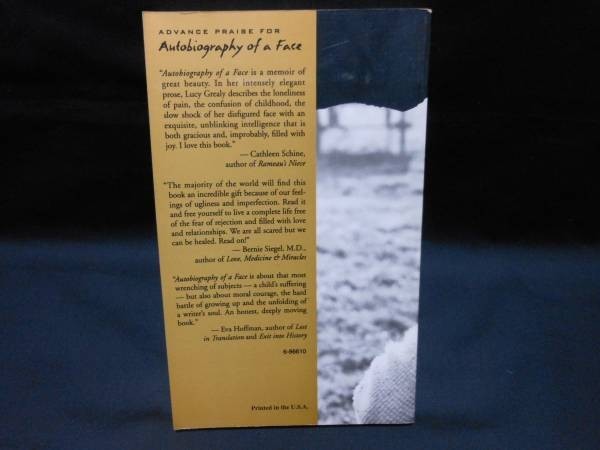 ADVANCE PRAISE FOR
Autobiography of a Face
"Autobiography of a Face is a memoir of
great beauty. In her intensely elegant
prose, Lucy Grealy describes the loneliness
of pain, the confusion of childhood, the
slow shock of her disfigured face with an
exquisite, unblinking intelligence that is
both gracious and, improbably, filled with
joy. I love this book."
— Cathleen Schine,
author of Rameau's Niece
"The majority of the world will find this
book an incredible gift because of our feel-
ings of ugliness and imperfection. Read it
and free yourself to live a complete life free
of the fear of rejection and filled with love
and relationships. We are all scared but we
can be healed. Read on!"
— Bernie Siegel, M.D.,
author of Love, Medicine & Miracles
"Autobiography of a Face is about that most
wrenching of subjects — a child's suffering
— but also about moral courage, the hard
battle of growing up and the unfolding of
a writer's soul. An honest, deeply moving
book."
— Eva Hoffman, author of Lost
in Translation and Exit into History
6-86610
Printed in the U.S.A.